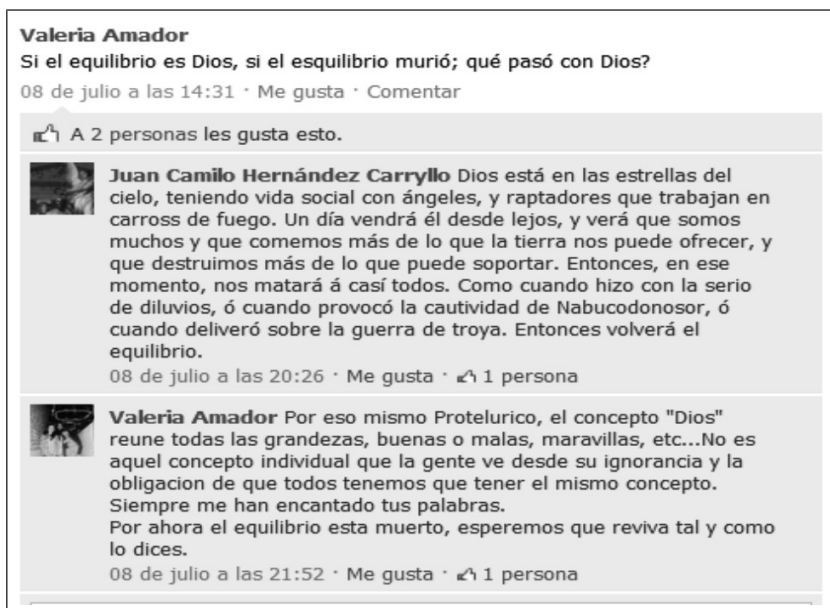 Valeria Amador
Si el equilibrio es Dios, si el esquilibrio murió; qué pasó con Dios?
08 de julio a las 14:31 · Me gusta · Comentar
A 2 personas les gusta esto.
Juan Camilo Hernández Carryllo Dios está en las estrellas del
cielo, teniendo vida social con ángeles, y raptadores que trabajan en
carross de fuego. Un día vendrá él desde lejos, y verá que somos
muchos y que comemos más de lo que la tierra nos puede ofrecer, y
que destruimos más de lo que puede soportar. Entonces, en ese
momento, nos matará á casí todos. Como cuando hizo con la serio
de diluvios, ó cuando provocó la cautividad de Nabucodonosor, ó
cuando deliveró sobre la guerra de troya. Entonces volverá el
equilibrio.
08 de julio a las 20:26 · Me gusta · 1 persona
Valeria Amador Por eso mismo Protelurico, el concepto "Dios"
reune todas las grandezas, buenas o malas, maravillas, etc...No es
aquel concepto individual que la gente ve desde su ignorancia y la
obligacion de que todos tenemos que tener el mismo concepto.
Siempre me han encantado tus palabras.
Por ahora el equilibrio esta muerto, esperemos que reviva tal y como
lo dices.
08 de julio a las 21:52 · Me gusta · 1 persona